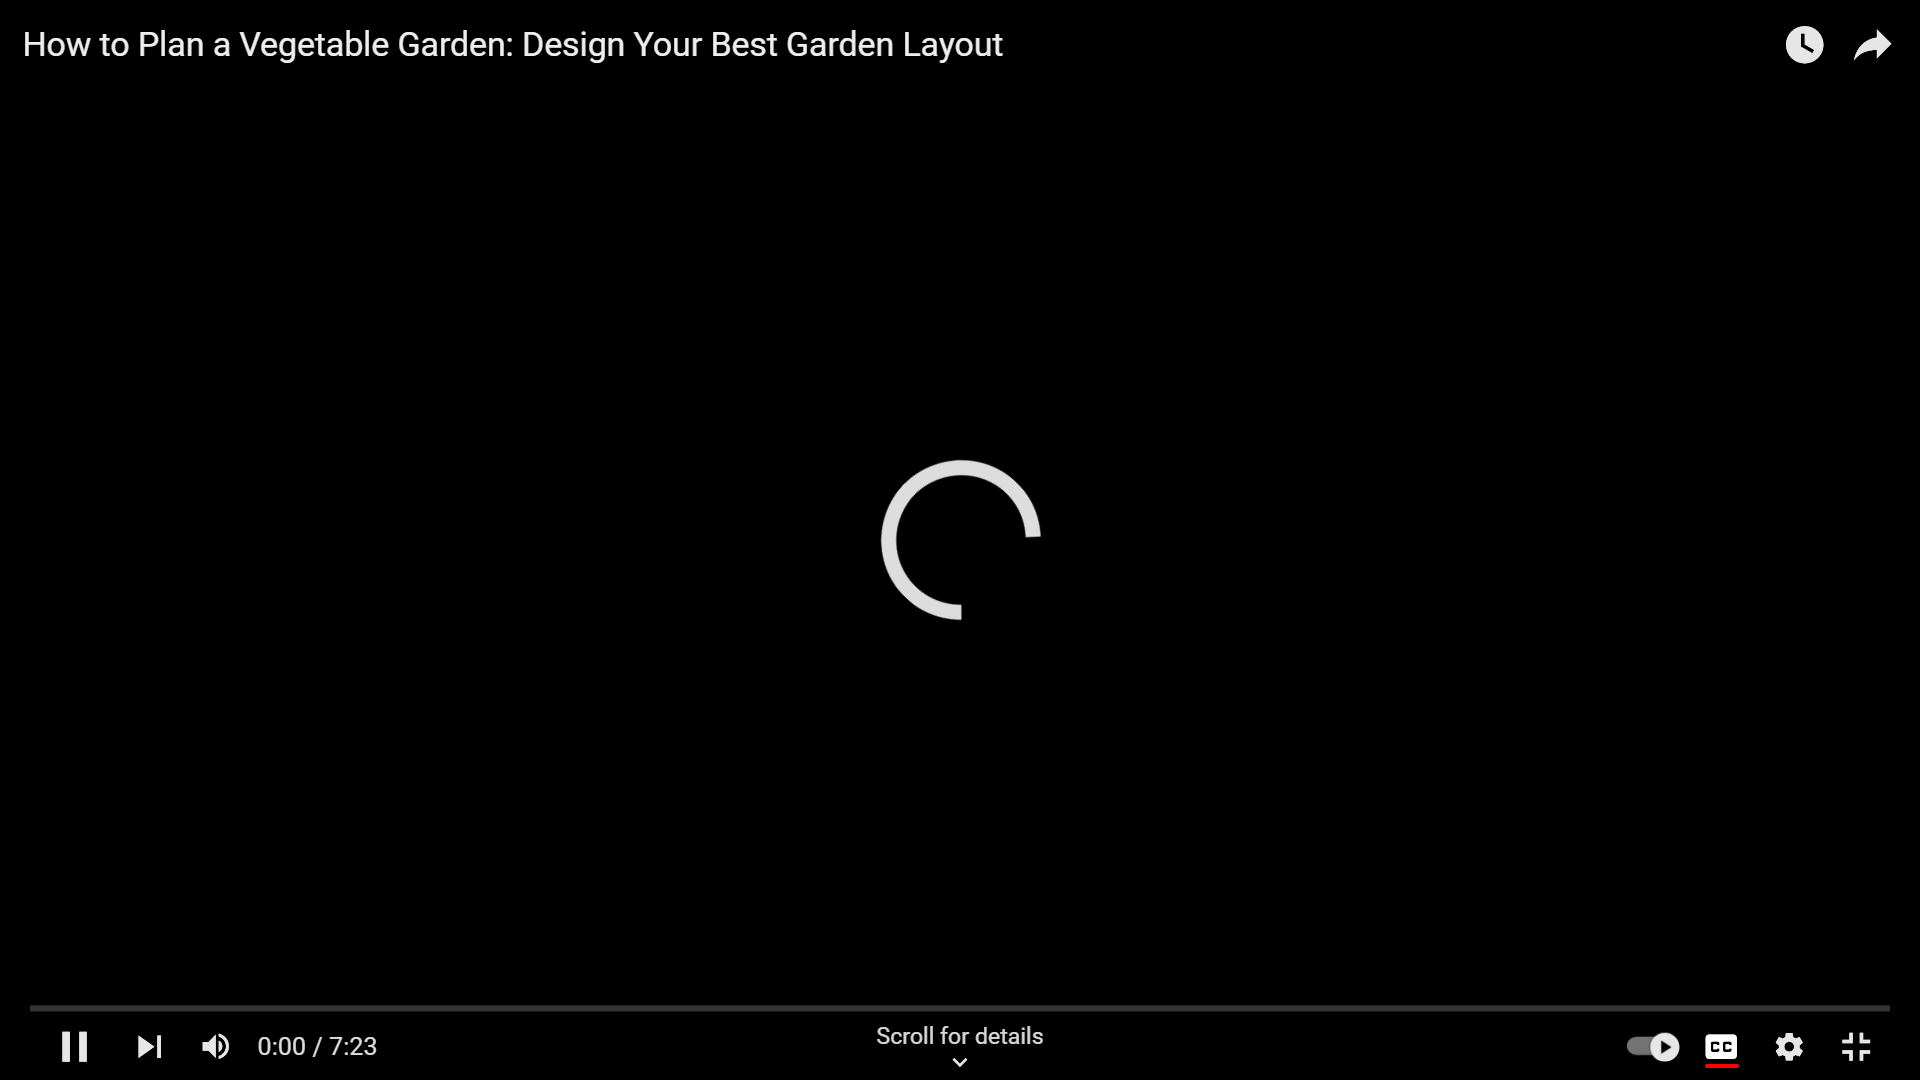 How to Plan a Vegetable Garden: Design Your Best Garden Layout
0:00 / 7:23
Scroll for details
CC